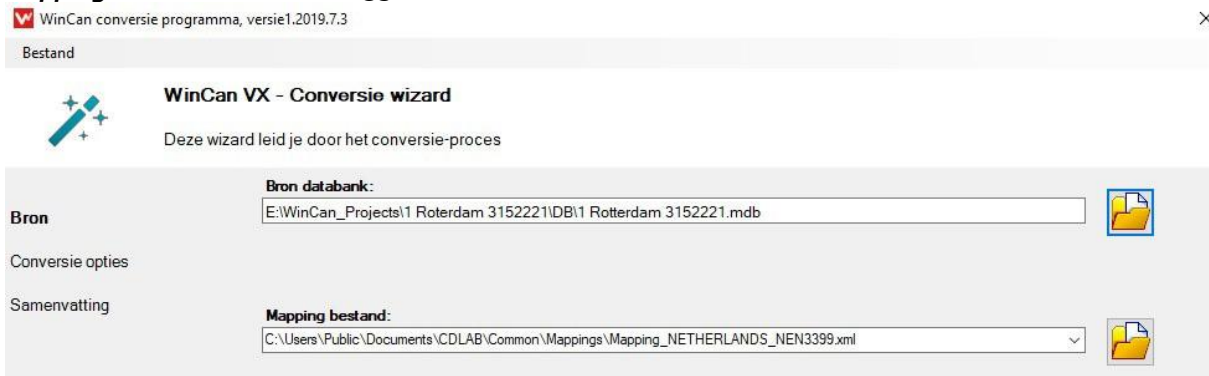 WinCan conversie programma, versie1.2019.7.3
Bestand
WinCan VX - Conversie wizard
Deze wizard leid je door het conversie-proces
Bron databank:
Bron
E:\WinCan_Projects\1 Roterdam 3152221\DB\1 Rotterdam 3152221.mdb
Conversie opties
Samenvatting
Mapping bestand:
C:\Users\Public\Documents\CDLAB\Common\Mappings\Mapping_NETHERLANDS_NEN3399.xml